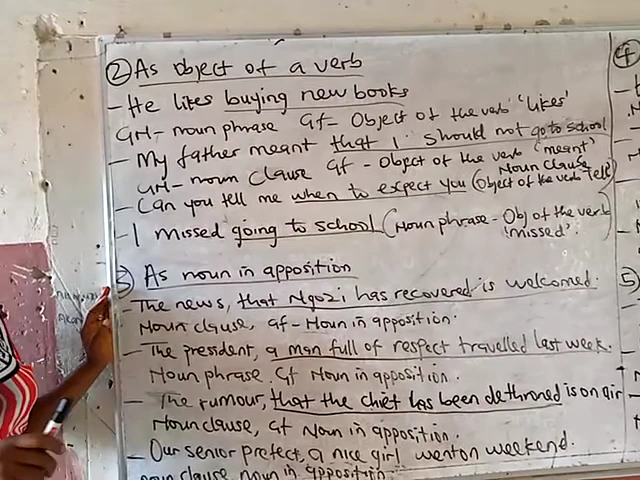 ② As object of a verb
- He likes buying new books
GN- noun phrase Gf- Object of the verb 'likes'
- My father meant that I should not go to school
GN- noun clause Gf - Object of the verb 'meant'
- Can you tell me when to expect you (Noun Clause Object of the verb Tell)
- I missed going to school (Noun phrase - Obj of the verb 'missed'.
As noun in apposition
- The news, that Ngozi has recovered is welcomed.
Noun clause, Gf- Noun in apposition.
- The president, a man full of respect travelled last week.
Noun phrase. Gf Noun in apposition.
- The rumour, that the chief has been dethroned is on air
Noun clause, Gf Noun in apposition.
- Our senior prefect, a nice girl went on weekend.
noun clause noun in apposition.
④
5)